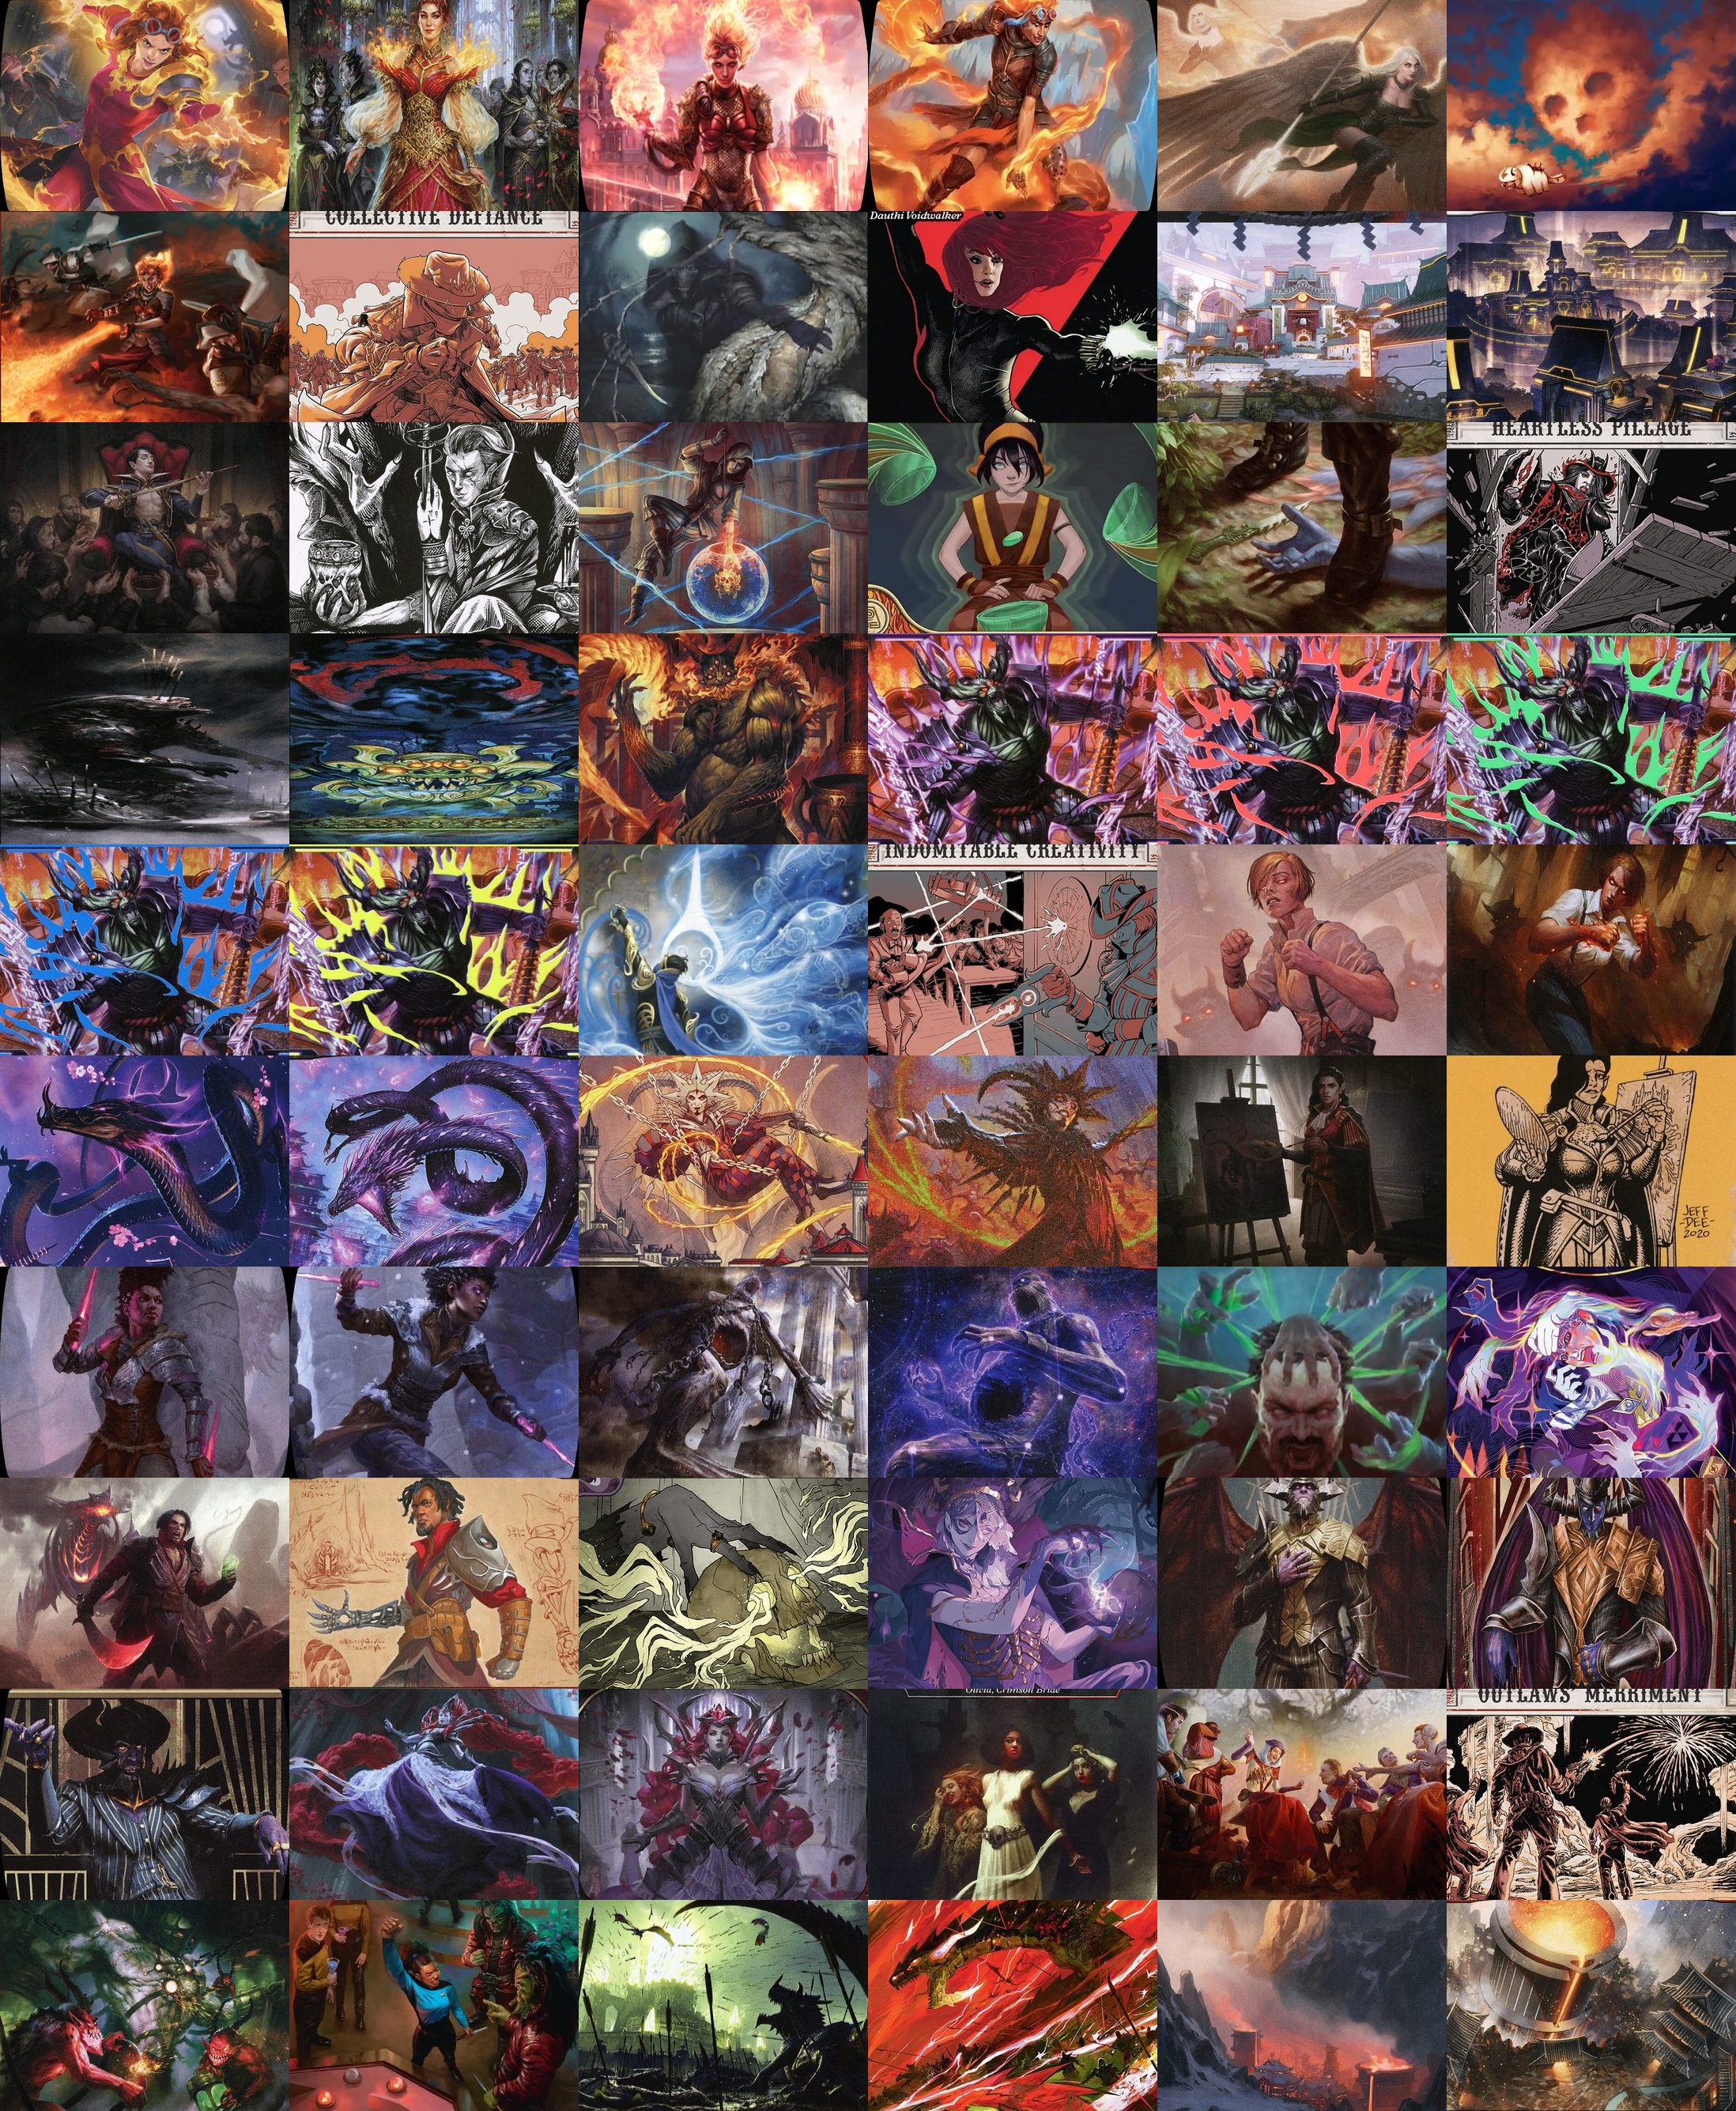 COLLECTIVE DEFIANCE
Dauthi Voidwalker
HEARTLESS PILLAGE
INDOMITABLE CREATIVITY
JEFF
-DEE-
2020
Olivia, Crimson Bride
OUTLAWS' MERRIMENT